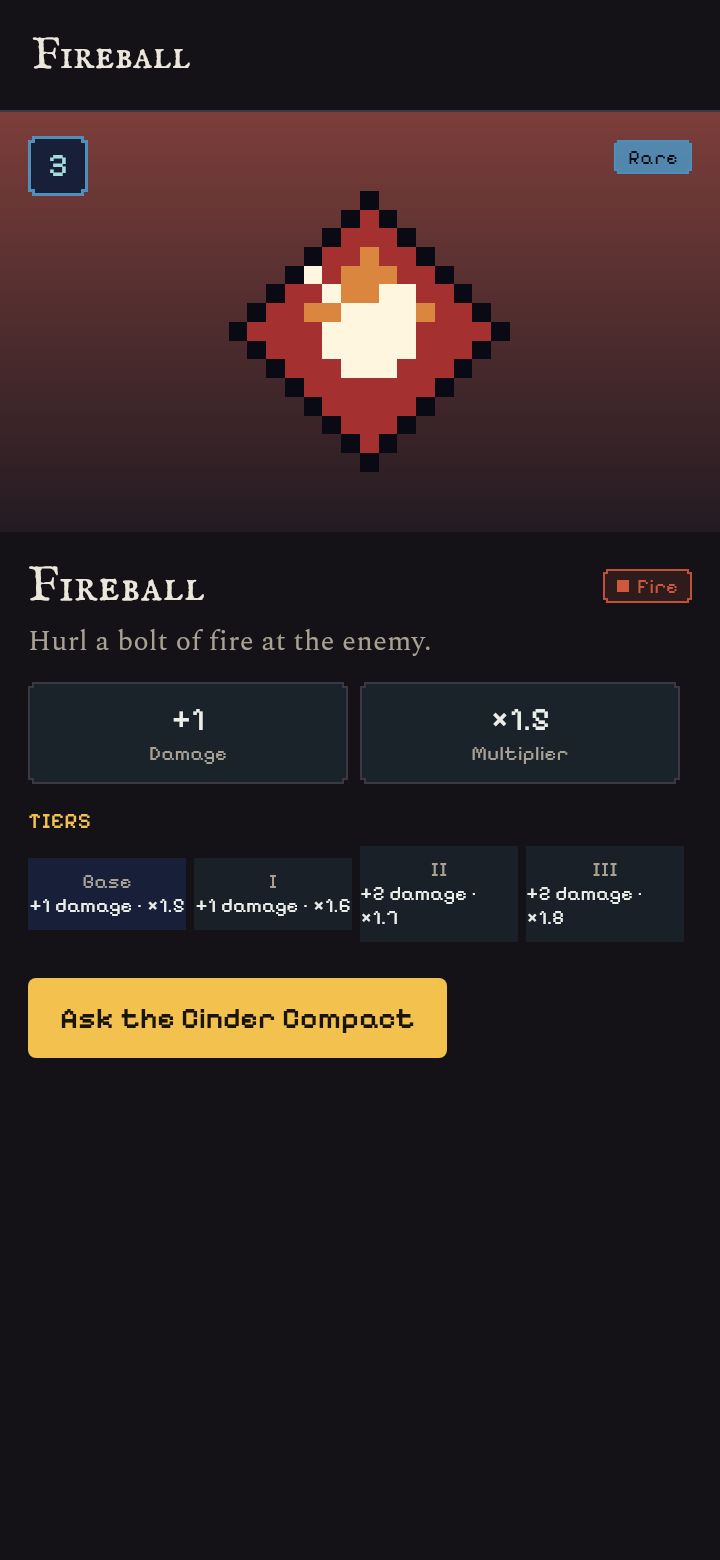 Fireball
3
Rare
Fireball
Fire
Hurl a bolt of fire at the enemy.
+1
Damage
×1.5
Multiplier
TIERS
Base
+1 damage · ×1.5
I
+1 damage · ×1.6
II
+2 damage ·
×1.7
III
+2 damage ·
×1.8
Ask the Cinder Compact